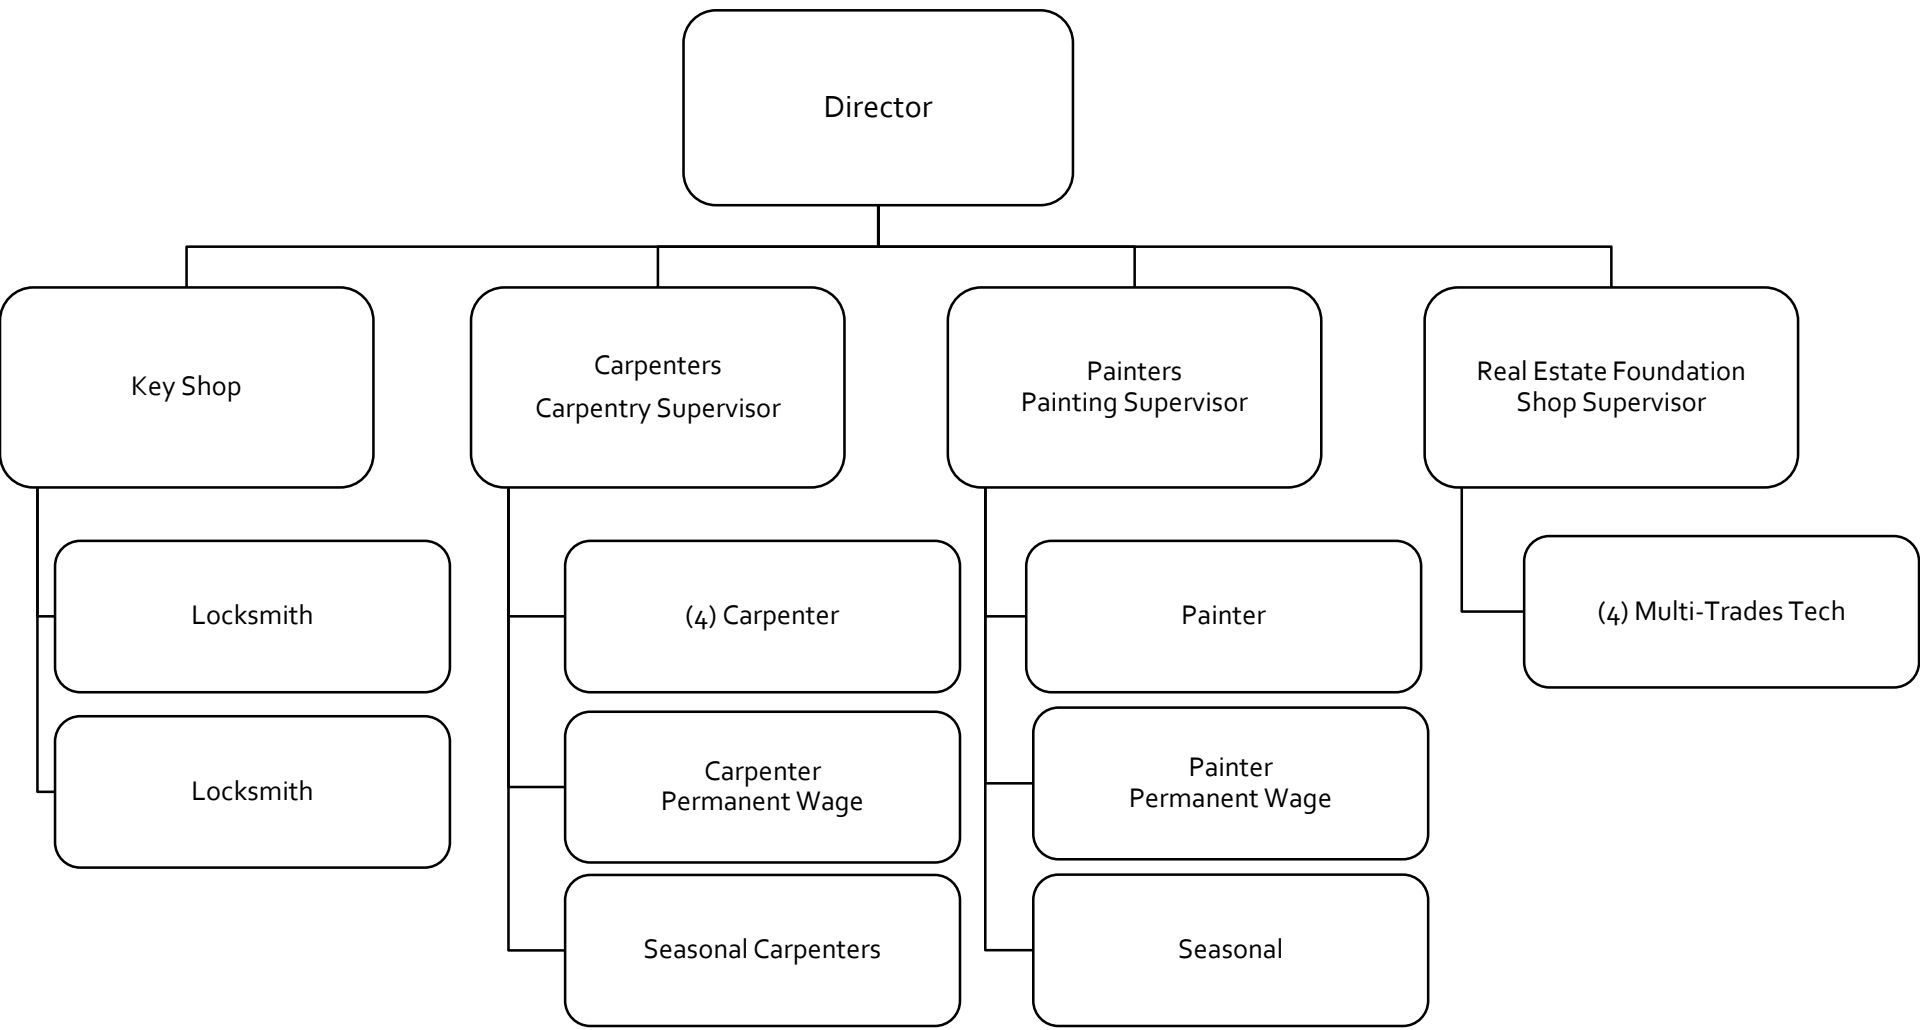 Director
Key Shop
Carpenters
Carpentry Supervisor
Painters
Painting Supervisor
Real Estate Foundation
Shop Supervisor
Locksmith
Locksmith
(4) Carpenter
Carpenter
Permanent Wage
Seasonal Carpenters
Painter
Painter
Permanent Wage
Seasonal
(4) Multi-Trades Tech